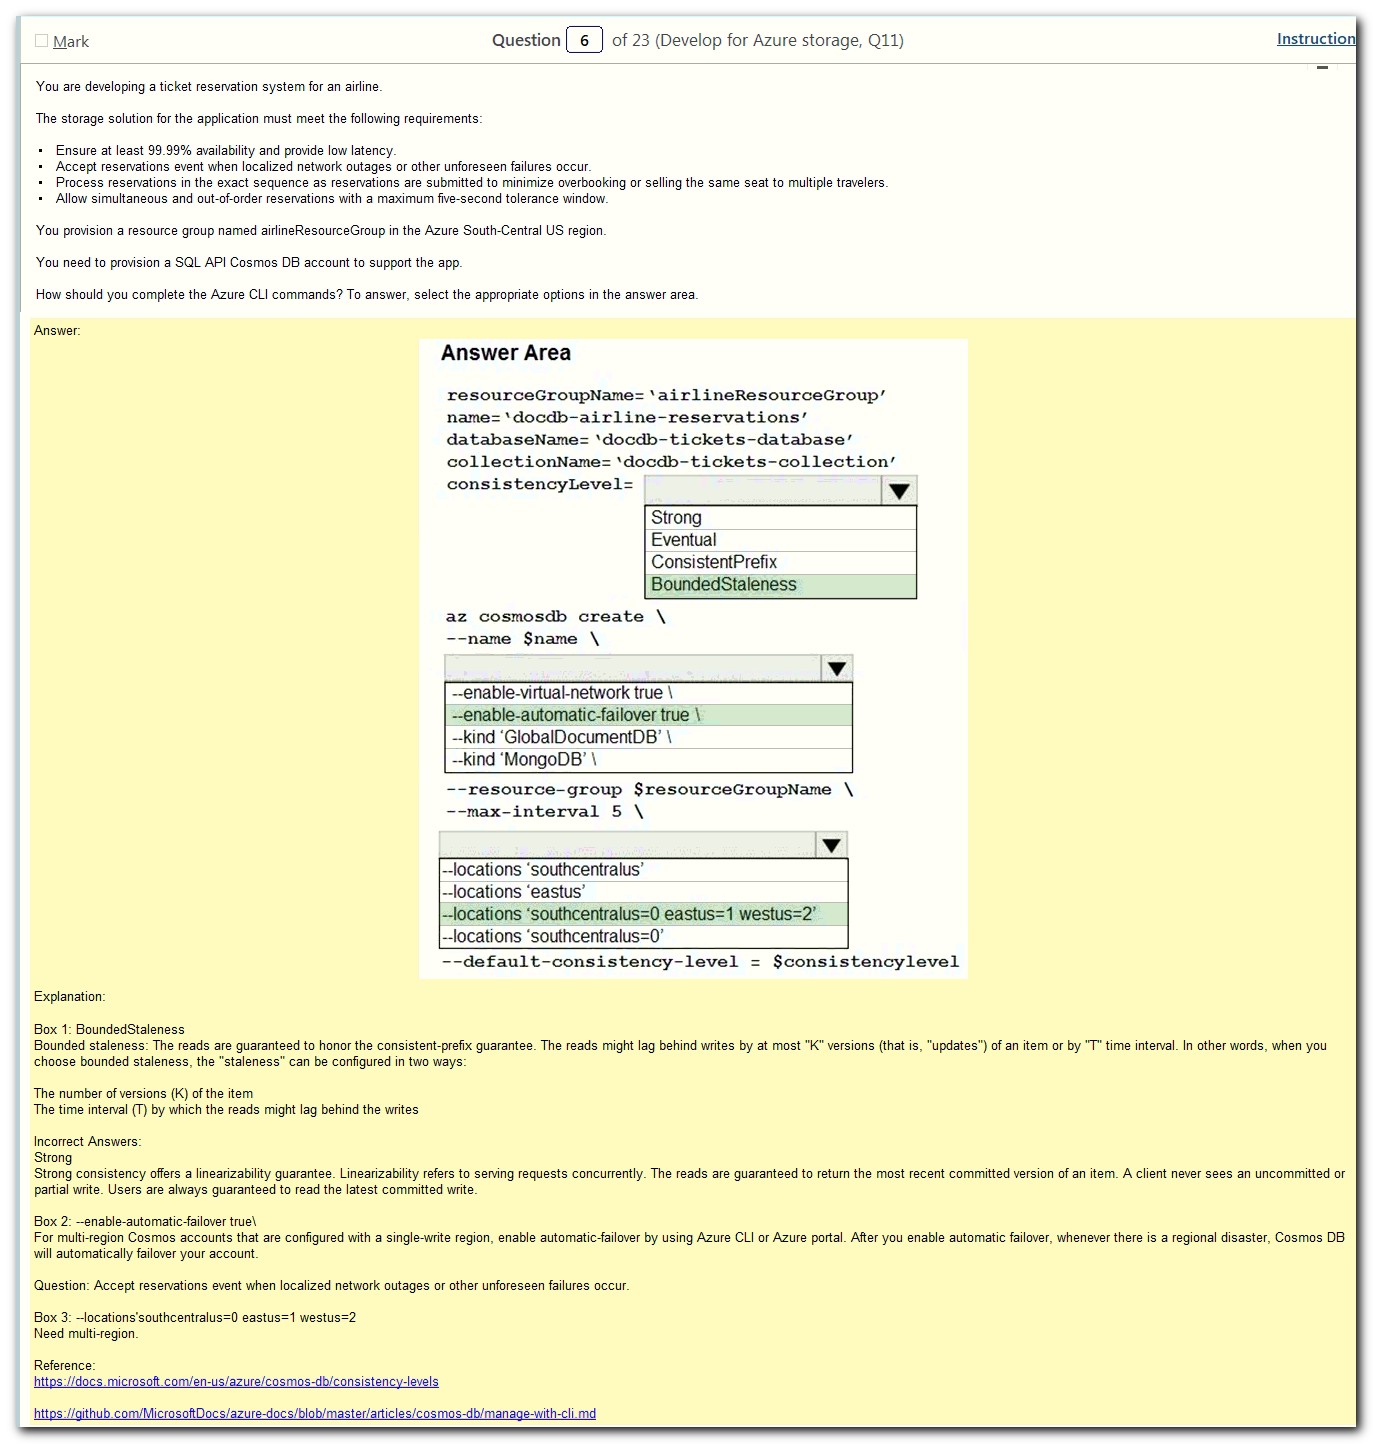 Mark
Question 6 of 23 (Develop for Azure storage, Q11)
Instruction
You are developing a ticket reservation system for an airline.
The storage solution for the application must meet the following requirements:
▪ Ensure at least 99.99% availability and provide low latency.
▪ Accept reservations event when localized network outages or other unforeseen failures occur.
▪ Process reservations in the exact sequence as reservations are submitted to minimize overbooking or selling the same seat to multiple travelers.
▪ Allow simultaneous and out-of-order reservations with a maximum five-second tolerance window.
You provision a resource group named airlineResourceGroup in the Azure South-Central US region.
You need to provision a SQL API Cosmos DB account to support the app.
How should you complete the Azure CLI commands? To answer, select the appropriate options in the answer area.
Answer:
Answer Area
resourceGroupName=‘airlineResourceGroup’
name=‘docdb-airline-reservations’
databaseName=‘docdb-tickets-database’
collectionName=‘docdb-tickets-collection’
consistencyLevel=
Strong
Eventual
ConsistentPrefix
BoundedStaleness
az cosmosdb create \
--name $name \
--enable-virtual-network true \
--enable-automatic-failover true \
--kind ‘GlobalDocumentDB’ \
--kind ‘MongoDB’ \
--resource-group $resourceGroupName \
--max-interval 5 \
--locations ‘southcentralus’
--locations ‘eastus’
--locations ‘southcentralus=0 eastus=1 westus=2’
--locations ‘southcentralus=0’
--default-consistency-level = $consistencylevel
Explanation:
Box 1: BoundedStaleness
Bounded staleness: The reads are guaranteed to honor the consistent-prefix guarantee. The reads might lag behind writes by at most "K" versions (that is, "updates") of an item or by "T" time interval. In other words, when you
choose bounded staleness, the "staleness" can be configured in two ways:
The number of versions (K) of the item
The time interval (T) by which the reads might lag behind the writes
Incorrect Answers:
Strong
Strong consistency offers a linearizability guarantee. Linearizability refers to serving requests concurrently. The reads are guaranteed to return the most recent committed version of an item. A client never sees an uncommitted or
partial write. Users are always guaranteed to read the latest committed write.
Box 2: --enable-automatic-failover true\
For multi-region Cosmos accounts that are configured with a single-write region, enable automatic-failover by using Azure CLI or Azure portal. After you enable automatic failover, whenever there is a regional disaster, Cosmos DB
will automatically failover your account.
Question: Accept reservations event when localized network outages or other unforeseen failures occur.
Box 3: --locations'southcentralus=0 eastus=1 westus=2
Need multi-region.
Reference:
https://docs.microsoft.com/en-us/azure/cosmos-db/consistency-levels
https://github.com/MicrosoftDocs/azure-docs/blob/master/articles/cosmos-db/manage-with-cli.md